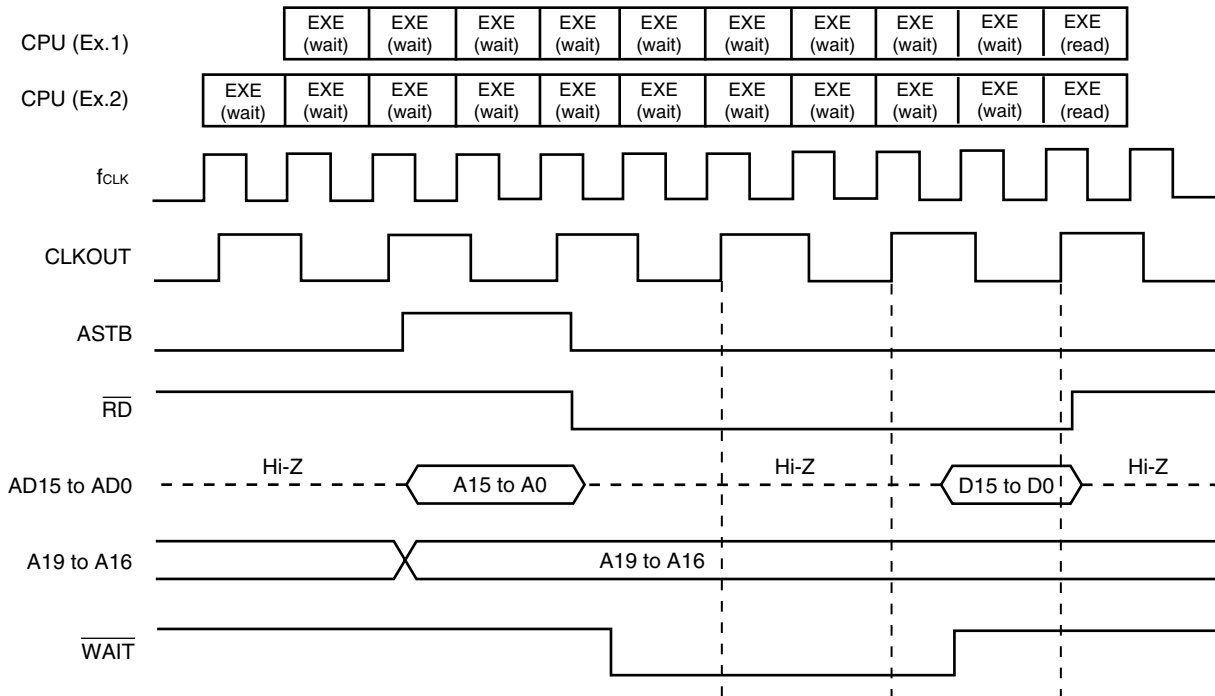 CPU (Ex.1)
EXE (wait) EXE (wait) EXE (wait) EXE (wait) EXE (wait) EXE (wait) EXE (wait) EXE (wait) EXE (wait) EXE (read)
CPU (Ex.2)
EXE (wait) EXE (wait) EXE (wait) EXE (wait) EXE (wait) EXE (wait) EXE (wait) EXE (wait) EXE (wait) EXE (wait) EXE (read)
fCLK
CLKOUT
ASTB
RD
AD15 to AD0 Hi-Z A15 to A0 Hi-Z D15 to D0 Hi-Z
A19 to A16 A19 to A16
WAIT